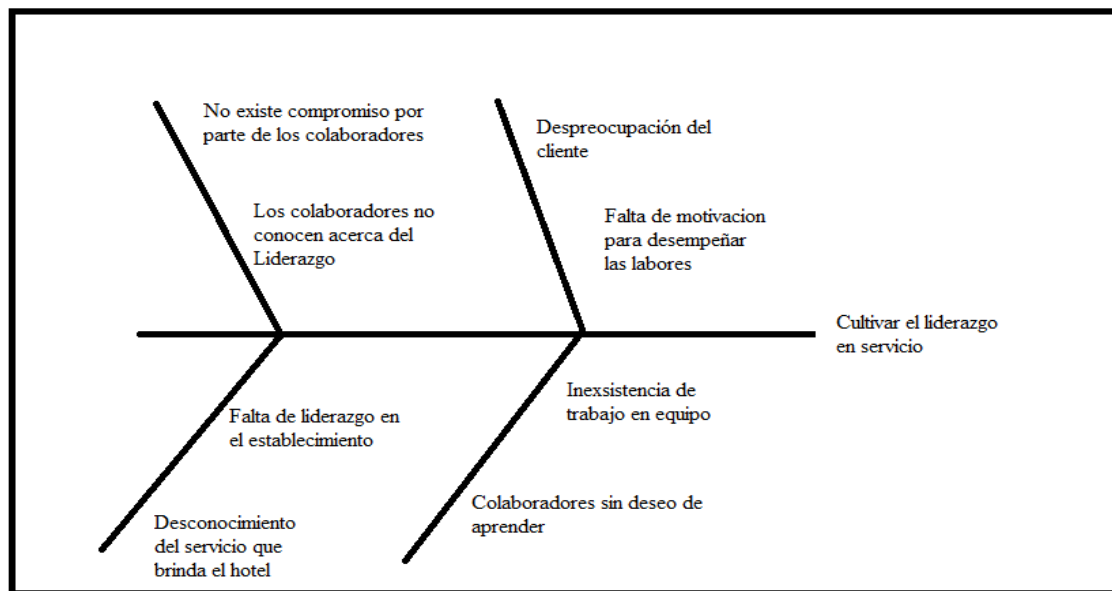 No existe compromiso por
parte de los colaboradores
Despreocupación del
cliente
Los colaboradores no
conocen acerca del
Liderazgo
Falta de motivacion
para desempeñar
las labores
Cultivar el liderazgo
en servicio
Inexsistencia de
trabajo en equipo
Falta de liderazgo en
el establecimiento
Colaboradores sin deseo de
aprender
Desconocimiento
del servicio que
brinda el hotel